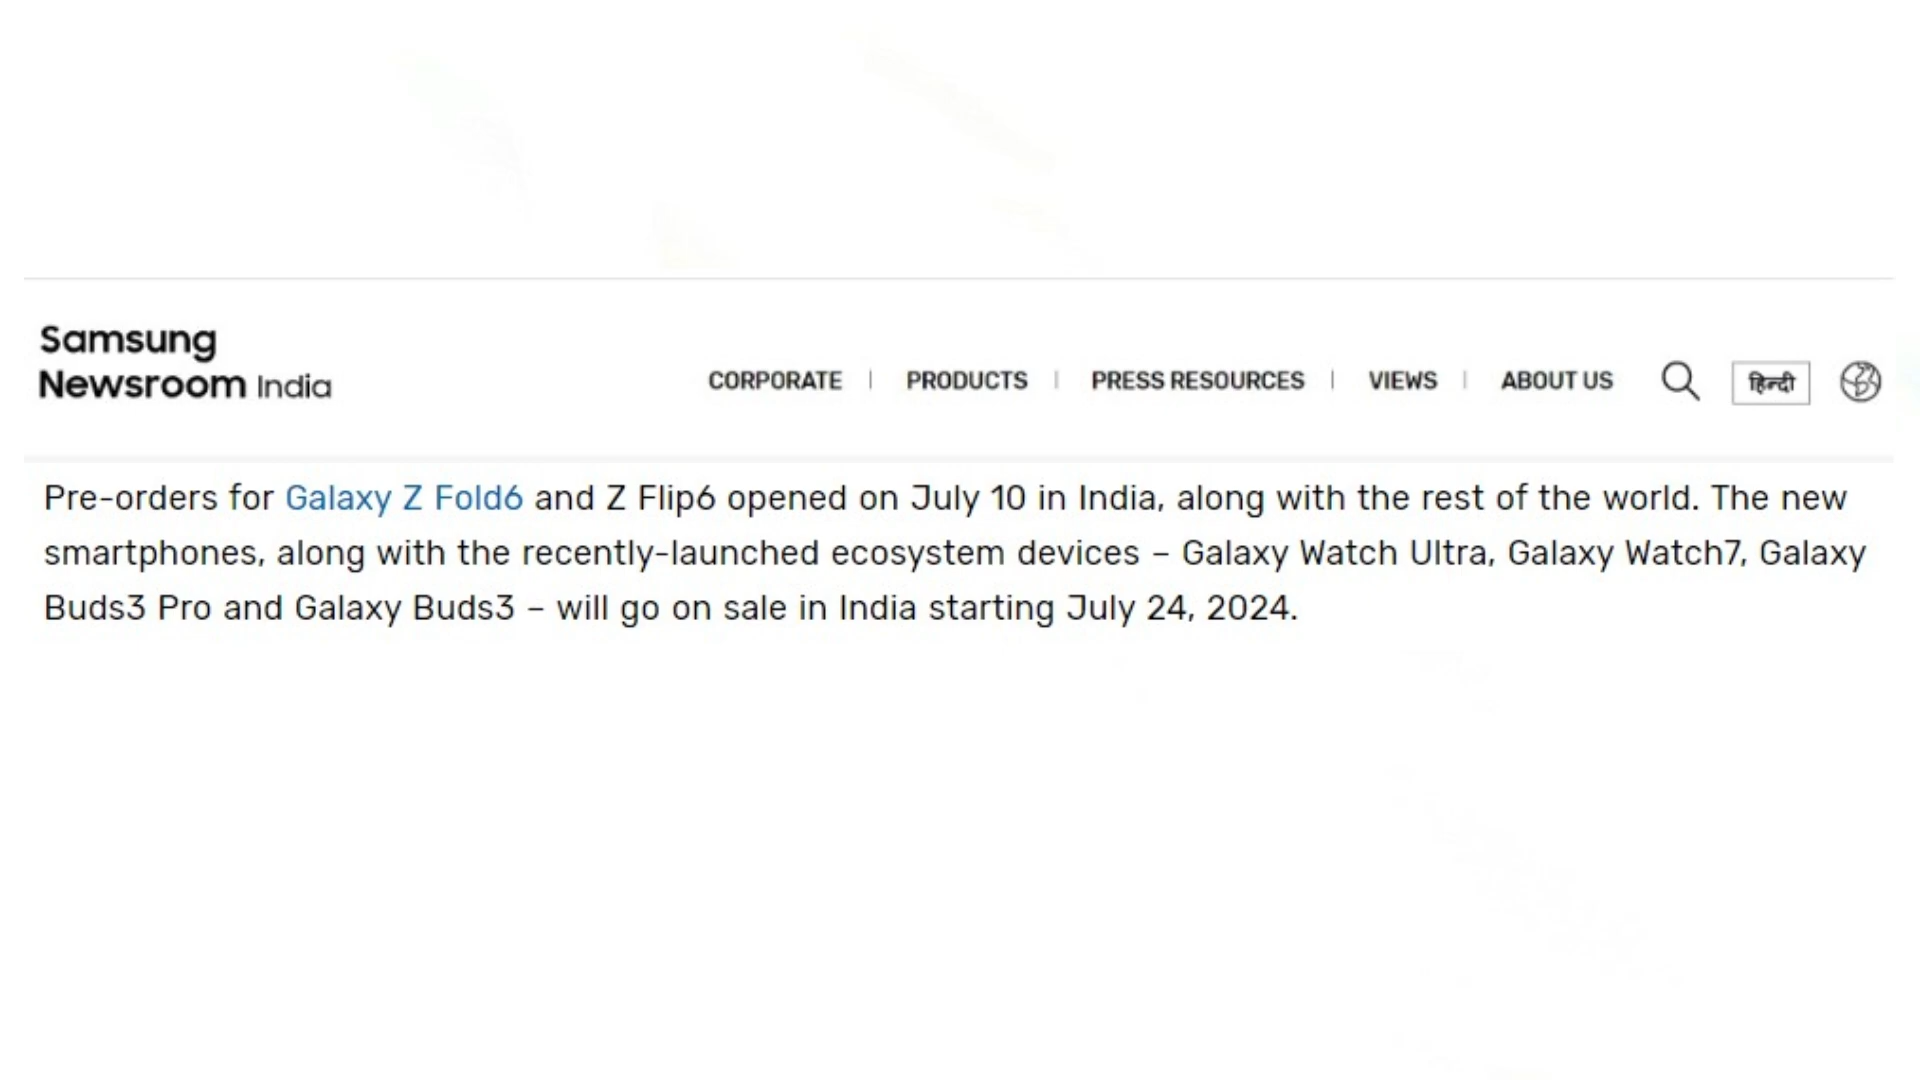 Samsung
Newsroom India
CORPORATE | PRODUCTS | PRESS RESOURCES | VIEWS | ABOUT US हिन्दी
Pre-orders for Galaxy Z Fold6 and Z Flip6 opened on July 10 in India, along with the rest of the world. The new
smartphones, along with the recently-launched ecosystem devices – Galaxy Watch Ultra, Galaxy Watch7, Galaxy
Buds3 Pro and Galaxy Buds3 – will go on sale in India starting July 24, 2024.